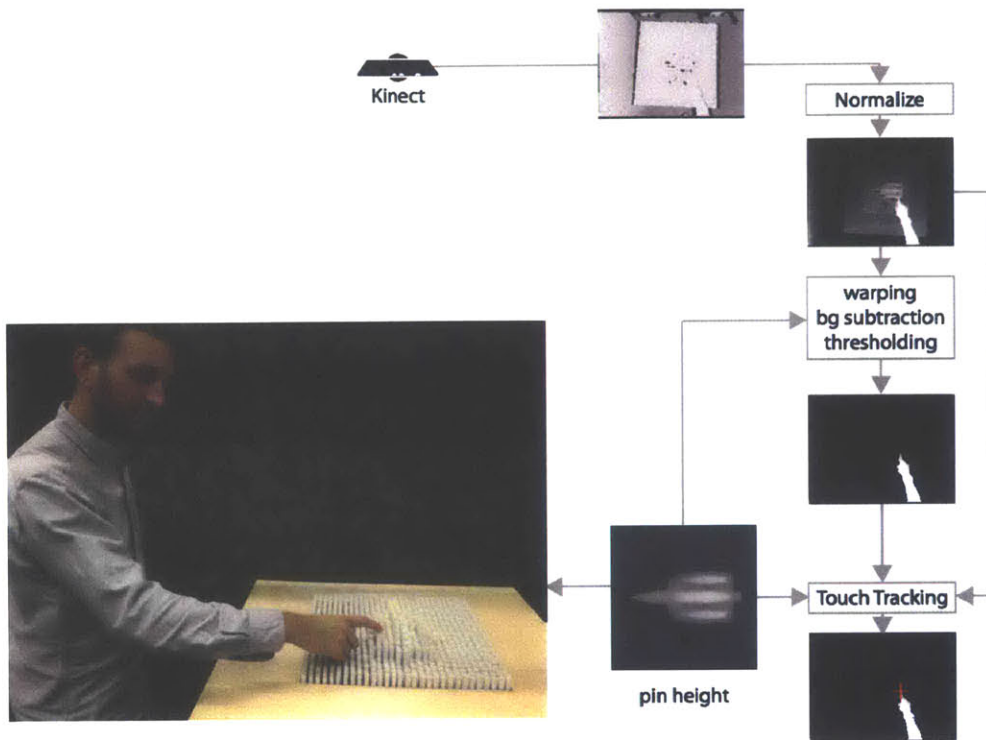 Kinect
Normalize
warping
bg subtraction
thresholding
Touch Tracking
pin height